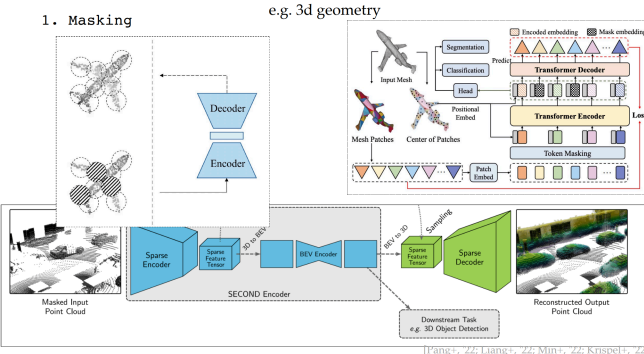 e.g. 3d geometry
1. Masking
Decoder
Encoder
Encoded embedding
Mask embedding
Input Mesh
Segmentation
Classification
Head
Predict
Positional
Embed
Transformer Decoder
Transformer Encoder
Loss
Mesh Patches
Center of Patches
Token Masking
Patch
Embed
Masked Input
Point Cloud
Sparse
Encoder
Sparse
Feature
Tensor
3D to BEV
BEV Encoder
SECOND Encoder
BEV to 3D
Sampling
Sparse
Feature
Tensor
Sparse
Decoder
Reconstructed Output
Point Cloud
Downstream Task
e.g. 3D Object Detection
[Pang+, '22; Liang+, '22; Min+, '22; Krispel+, '22